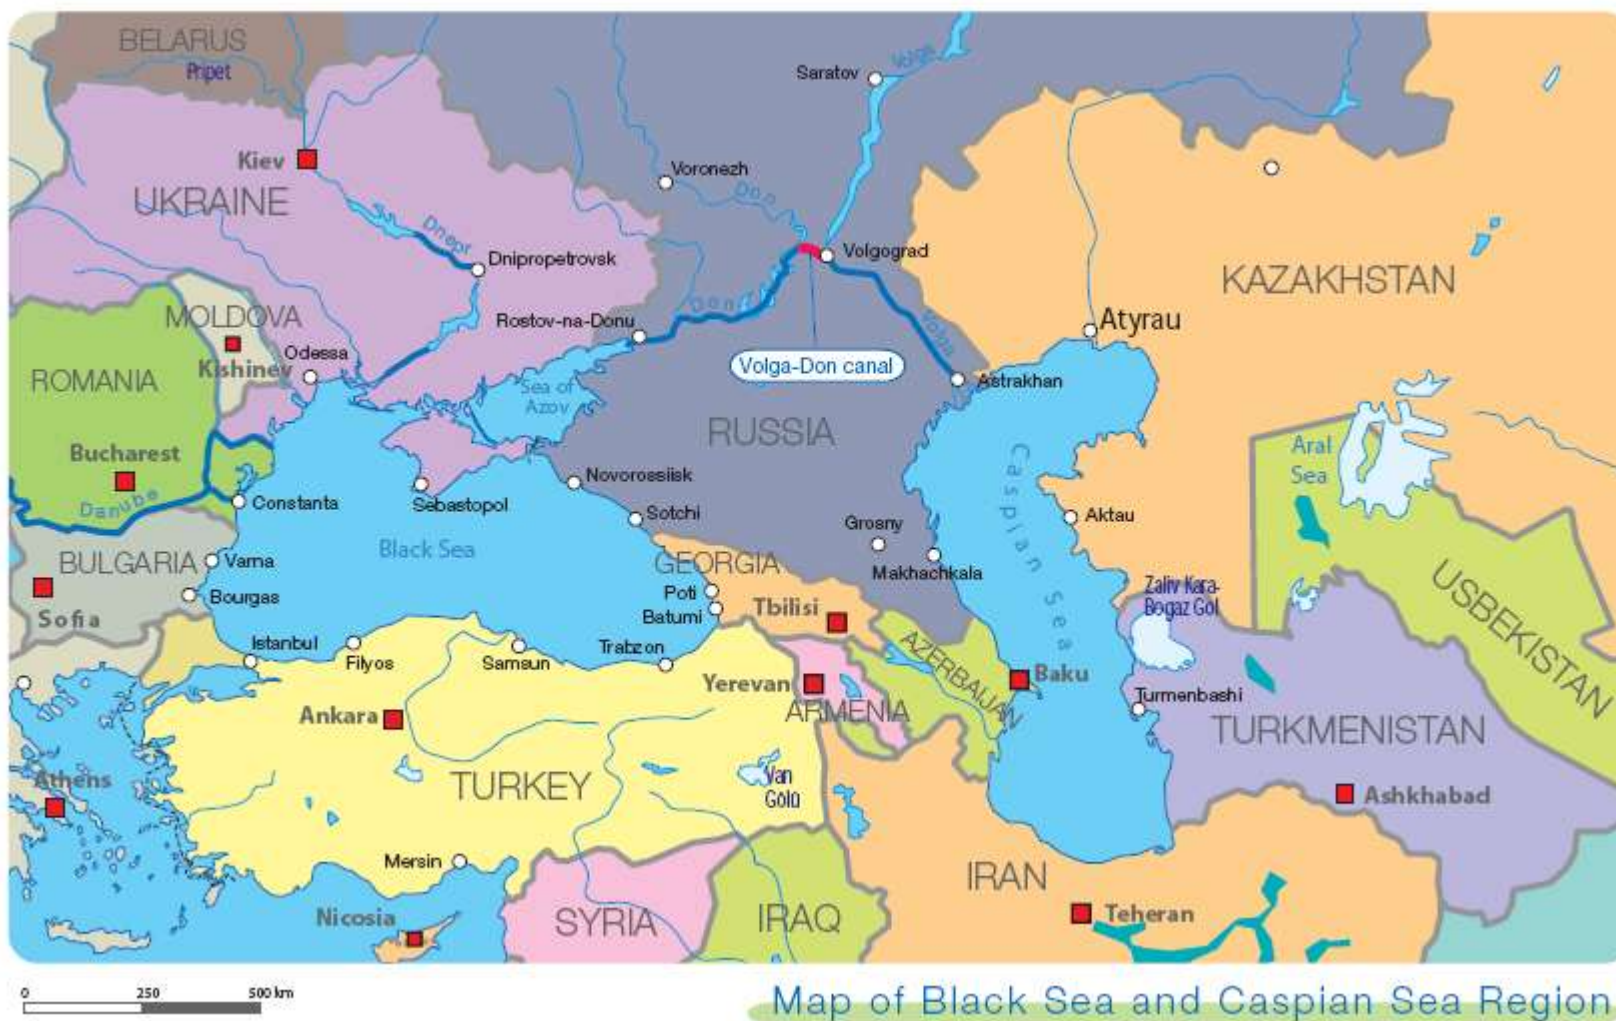 BELARUS
Pripet
Saratov
Volga
Kiev
Voronezh
Don
UKRAINE
Dnepr
Dnipropetrovsk
Volgograd
KAZAKHSTAN
MOLDOVA
Don
Rostov-na-Donu
Volga
Atyrau
Odessa
Kishinev
Volga-Don canal
ROMANIA
Sea of
Azov
Astrakhan
RUSSIA
Bucharest
Caspian Sea
Aral
Sea
Danube
Constanta
Sebastopol
Novorossiisk
Sotchi
Grosny
Aktau
Black Sea
BULGARIA
Varna
GEORGIA
Makhachkala
Zaliv Kara-
Bogaz Gol
USBEKISTAN
Bourgas
Poti
Batumi
Tbilisi
Sofia
Istanbul
Filyos
Samsun
Trabzon
AZERBAIJAN
Yerevan
Baku
Turmenbashi
Ankara
ARMENIA
TURKMENISTAN
Athens
TURKEY
Van
Gölü
Ashkhabad
Mersin
IRAN
Nicosia
SYRIA
IRAQ
Teheran
0 250 500 km
Map of Black Sea and Caspian Sea Region